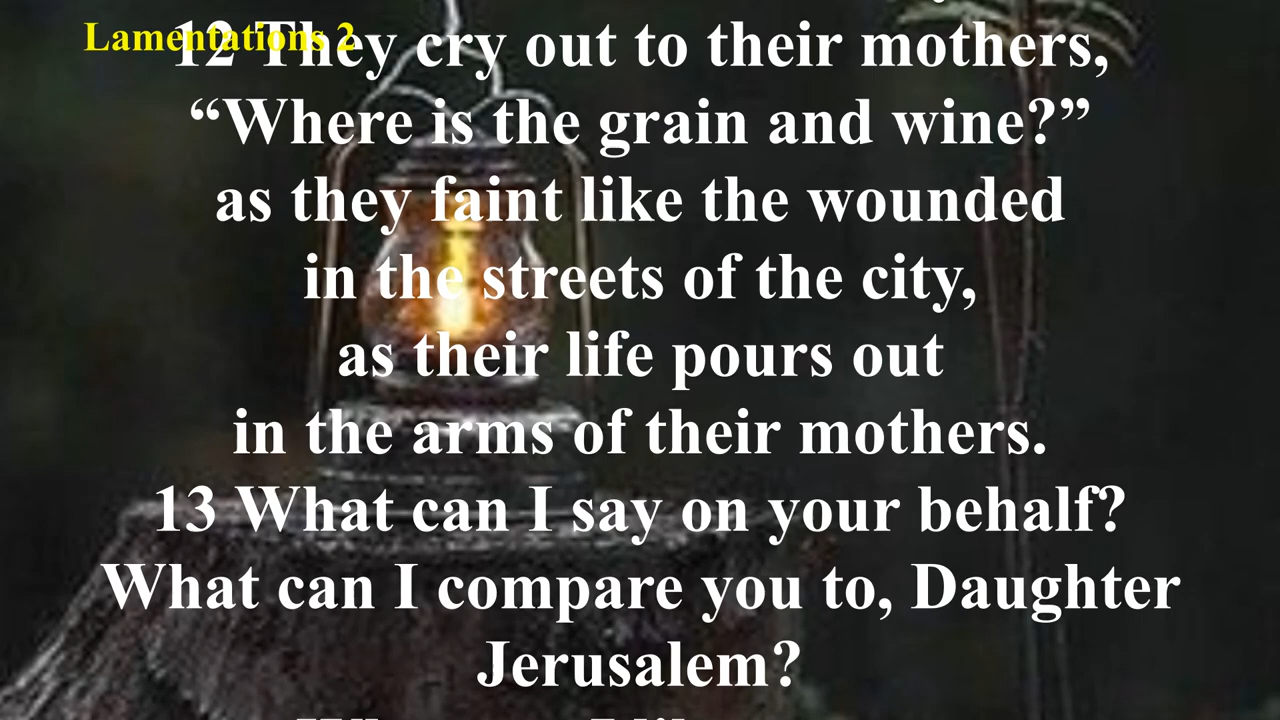 Lamentations 2
12 They cry out to their mothers,
“Where is the grain and wine?”
as they faint like the wounded
in the streets of the city,
as their life pours out
in the arms of their mothers.
13 What can I say on your behalf?
What can I compare you to, Daughter
Jerusalem?